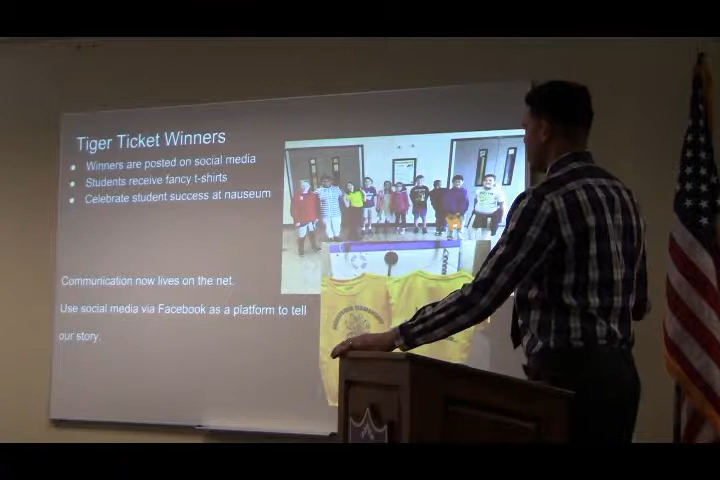 Tiger Ticket Winners
Winners are posted on social media
Students receive fancy t-shirts
Celebrate student success at nauseum
Communication now lives on the net.
Use social media via Facebook as a platform to tell
our story.